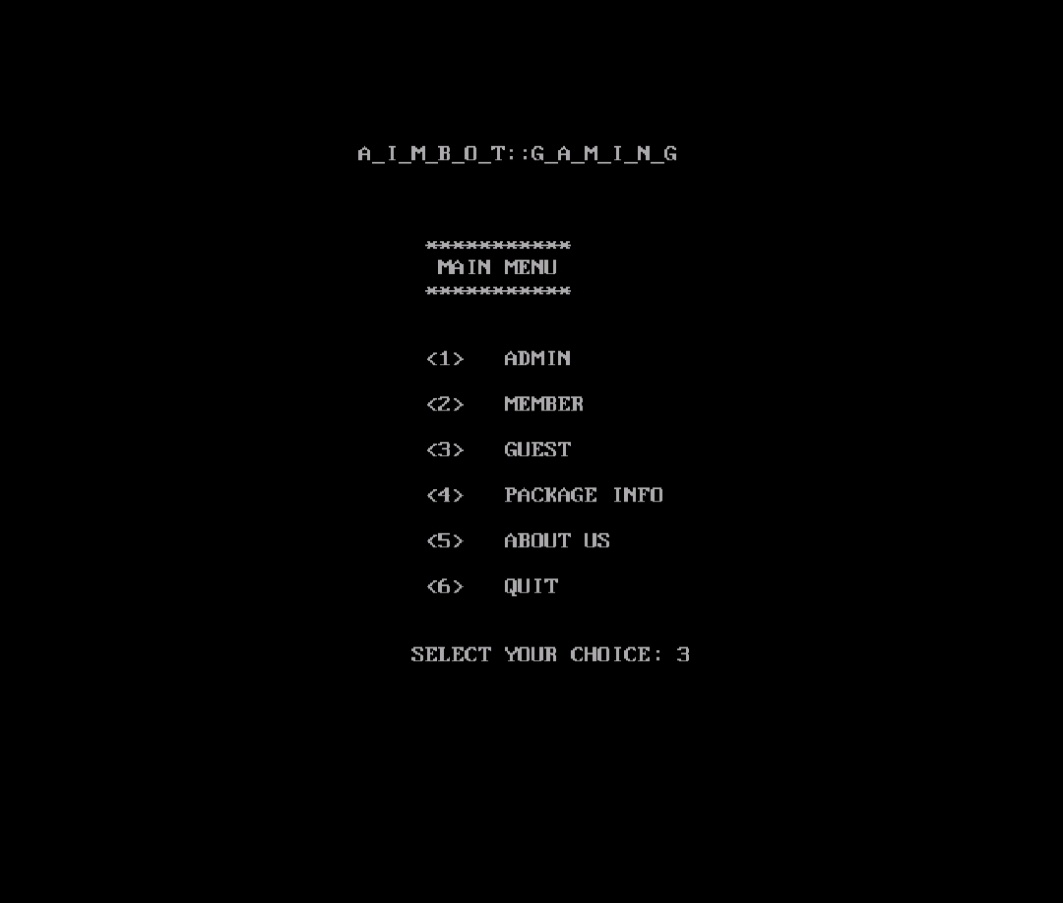 A_I_M_B_O_T::G_A_M_I_N_G
***********
MAIN MENU
***********
<1> ADMIN
<2> MEMBER
<3> GUEST
<4> PACKAGE INFO
<5> ABOUT US
<6> QUIT
SELECT YOUR CHOICE: 3